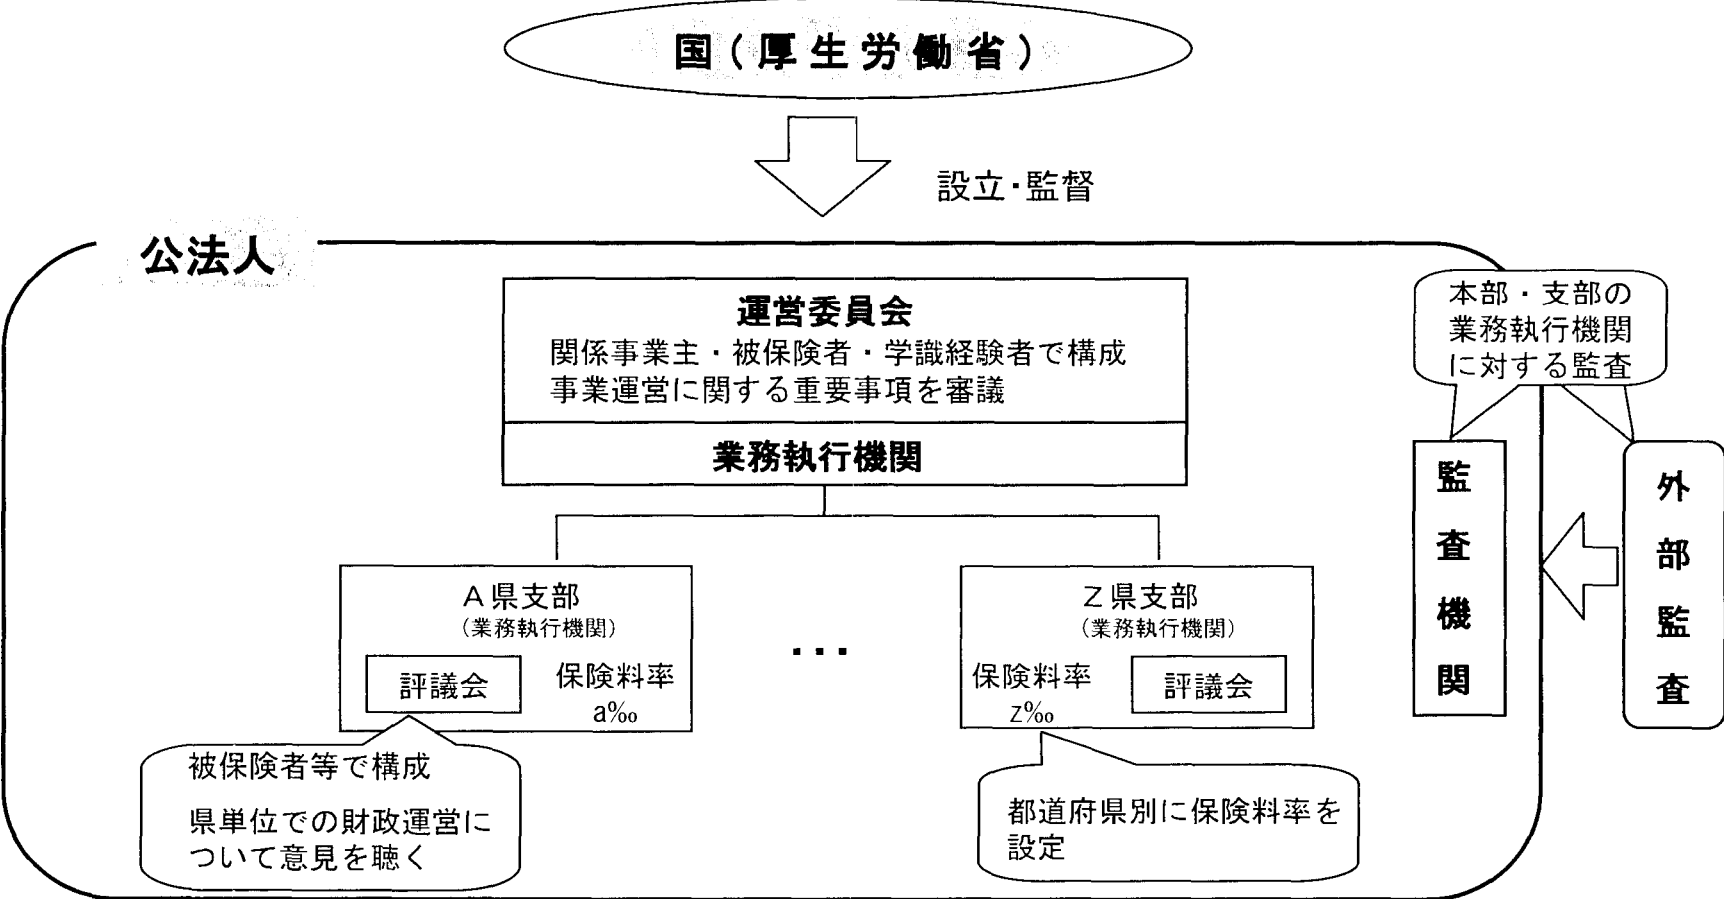 国(厚生労働省)
設立・監督
公法人
運営委員会
関係事業主・被保険者・学識経験者で構成
事業運営に関する重要事項を審議
業務執行機関
本部・支部の
業務執行機関
に対する監査
監査機関
外部監査
A県支部
(業務執行機関)
評議会
保険料率
a‰
・・・
Z県支部
(業務執行機関)
保険料率
z‰
評議会
被保険者等で構成
県単位での財政運営に
ついて意見を聴く
都道府県別に保険料率を
設定